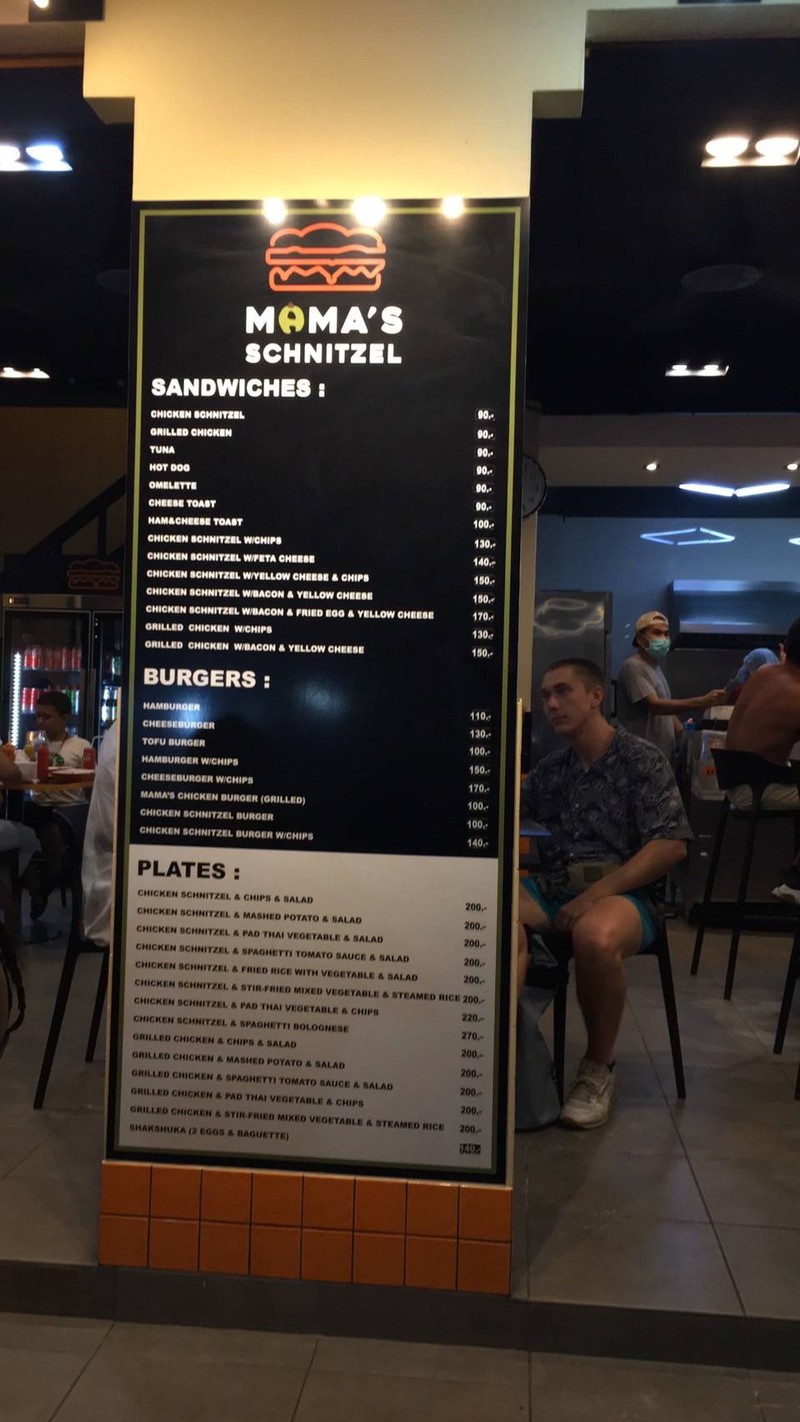 MAMA'S
SCHNITZEL
SANDWICHES :
CHICKEN SCHNITZEL 90.-
GRILLED CHICKEN 90.-
TUNA 90.-
HOT DOG 90.-
OMELETTE 90.-
CHEESE TOAST 90.-
HAM&CHEESE TOAST 100.-
CHICKEN SCHNITZEL W/CHIPS 130.-
CHICKEN SCHNITZEL W/FETA CHEESE 140.-
CHICKEN SCHNITZEL W/YELLOW CHEESE & CHIPS 150.-
CHICKEN SCHNITZEL W/BACON & YELLOW CHEESE 150.-
CHICKEN SCHNITZEL W/BACON & FRIED EGG & YELLOW CHEESE 170.-
GRILLED CHICKEN W/CHIPS 130.-
GRILLED CHICKEN W/BACON & YELLOW CHEESE 150.-
BURGERS :
HAMBURGER 110.-
CHEESEBURGER 130.-
TOFU BURGER 100.-
HAMBURGER W/CHIPS 150.-
CHEESEBURGER W/CHIPS 170.-
MAMA'S CHICKEN BURGER (GRILLED) 100.-
CHICKEN SCHNITZEL BURGER 100.-
CHICKEN SCHNITZEL BURGER W/CHIPS 140.-
PLATES :
CHICKEN SCHNITZEL & CHIPS & SALAD 200.-
CHICKEN SCHNITZEL & MASHED POTATO & SALAD 200.-
CHICKEN SCHNITZEL & PAD THAI VEGETABLE & SALAD 200.-
CHICKEN SCHNITZEL & SPAGHETTI TOMATO SAUCE & SALAD 200.-
CHICKEN SCHNITZEL & FRIED RICE WITH VEGETABLE & SALAD 200.-
CHICKEN SCHNITZEL & STIR-FRIED MIXED VEGETABLE & STEAMED RICE 200.-
CHICKEN SCHNITZEL & PAD THAI VEGETABLE & CHIPS 220.-
CHICKEN SCHNITZEL & SPAGHETTI BOLOGNESE 270.-
GRILLED CHICKEN & CHIPS & SALAD 200.-
GRILLED CHICKEN & MASHED POTATO & SALAD 200.-
GRILLED CHICKEN & SPAGHETTI TOMATO SAUCE & SALAD 200.-
GRILLED CHICKEN & PAD THAI VEGETABLE & CHIPS 200.-
GRILLED CHICKEN & STIR-FRIED MIXED VEGETABLE & STEAMED RICE 200.-
SHAKSHUKA (2 EGGS & BAGUETTE) 140.-